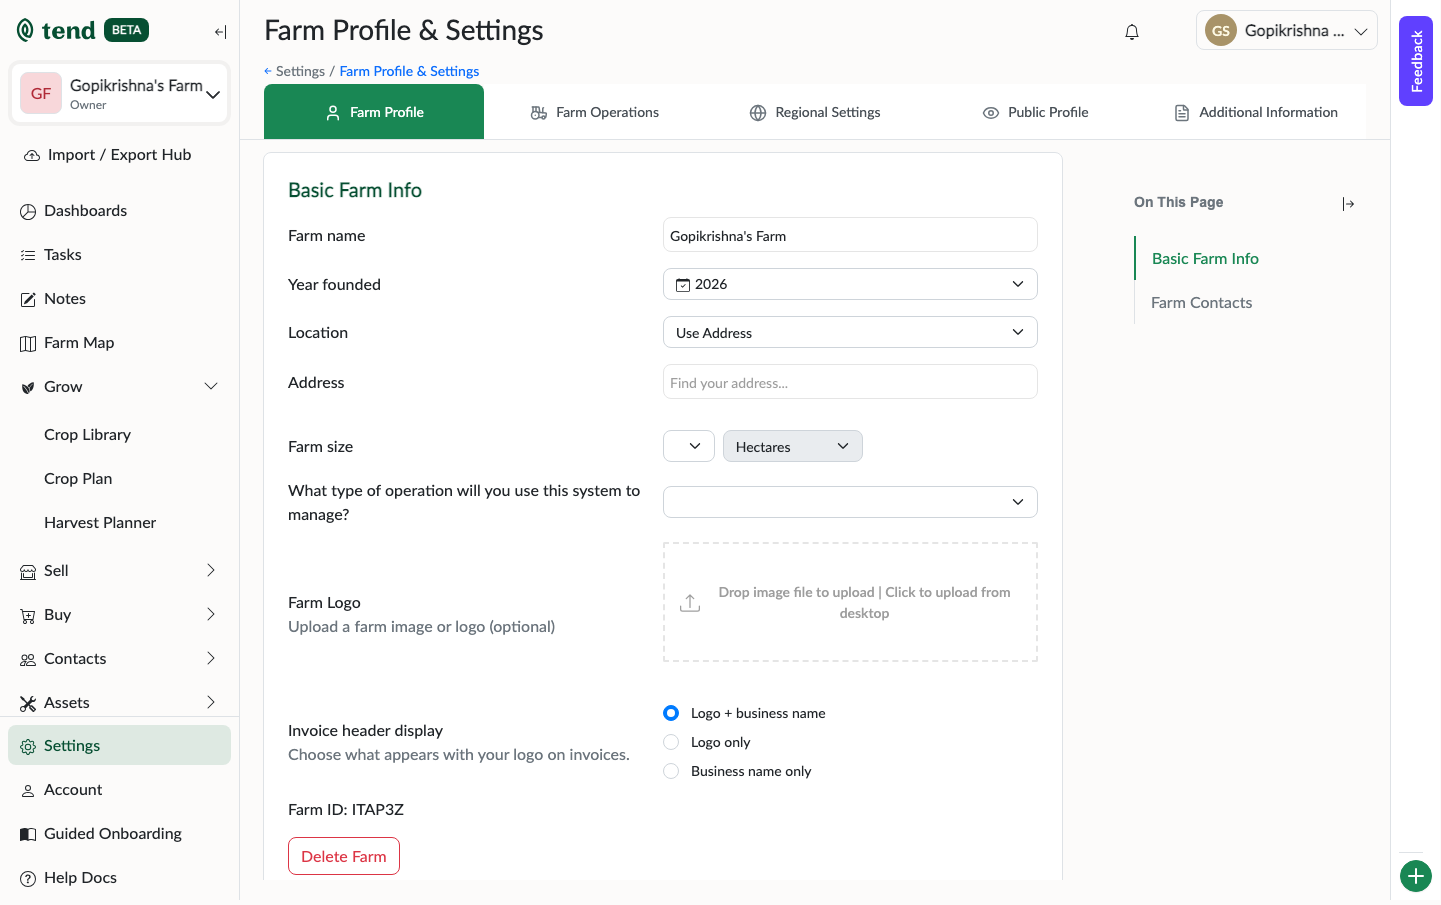 tend BETA
GF
Gopikrishna's Farm
Owner
Import / Export Hub
Dashboards
Tasks
Notes
Farm Map
Grow
Crop Library
Crop Plan
Harvest Planner
Sell
Buy
Contacts
Assets
Settings
Account
Guided Onboarding
Help Docs
Farm Profile & Settings
GS Gopikrishna ...
← Settings / Farm Profile & Settings
Farm Profile
Farm Operations
Regional Settings
Public Profile
Additional Information
Basic Farm Info
Farm name
Gopikrishna's Farm
Year founded
2026
Location
Use Address
Address
Find your address...
Farm size
Hectares
What type of operation will you use this system to
manage?
Farm Logo
Upload a farm image or logo (optional)
Drop image file to upload | Click to upload from
desktop
Invoice header display
Choose what appears with your logo on invoices.
Logo + business name
Logo only
Business name only
Farm ID: ITAP3Z
Delete Farm
On This Page
Basic Farm Info
Farm Contacts
Feedback